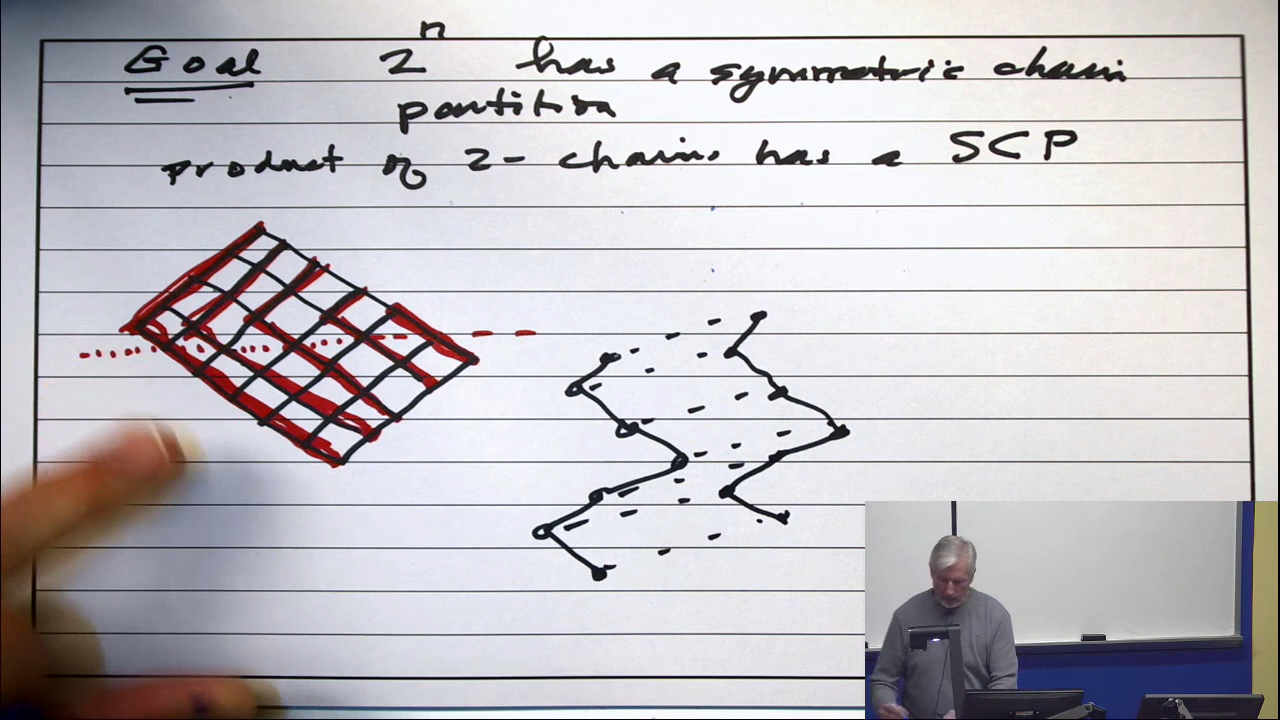 Goal 2^n has a symmetric chain
partition
product of 2-chains has a SCP